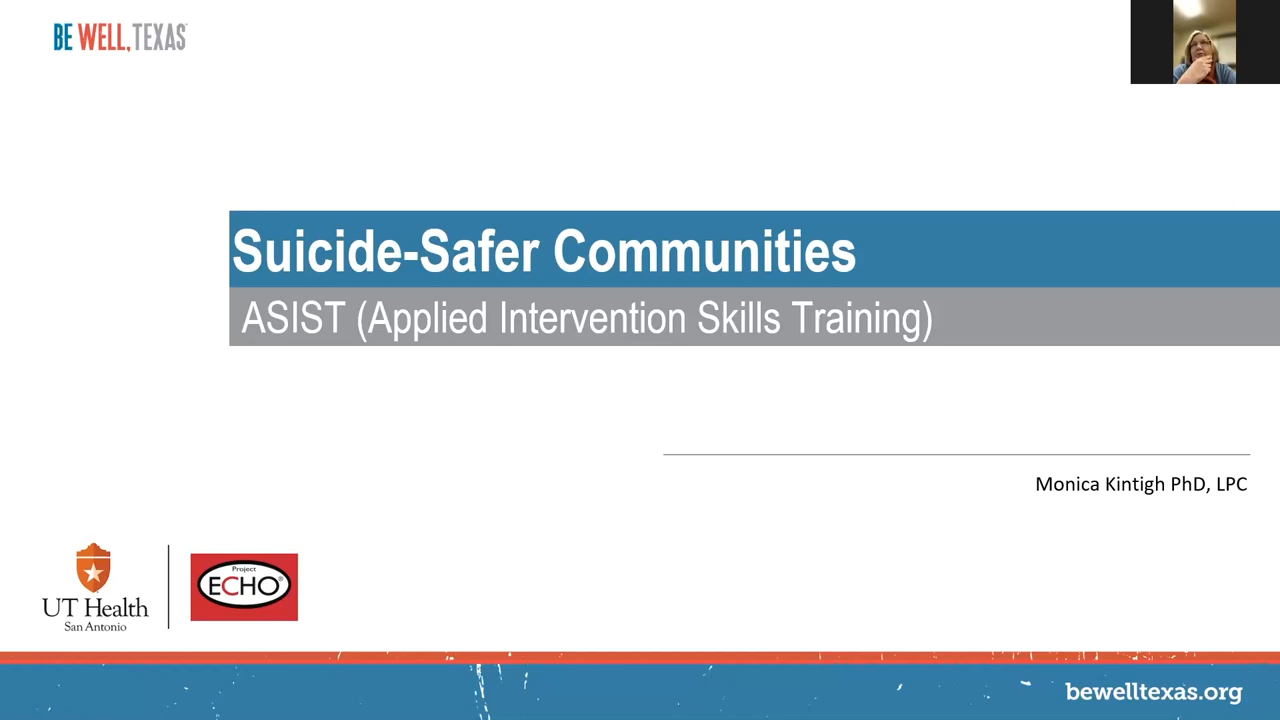 BE WELL, TEXAS
Suicide-Safer Communities
ASIST (Applied Intervention Skills Training)
Monica Kintigh PhD, LPC
UT Health
San Antonio
Project
ECHO®
bewelltexas.org